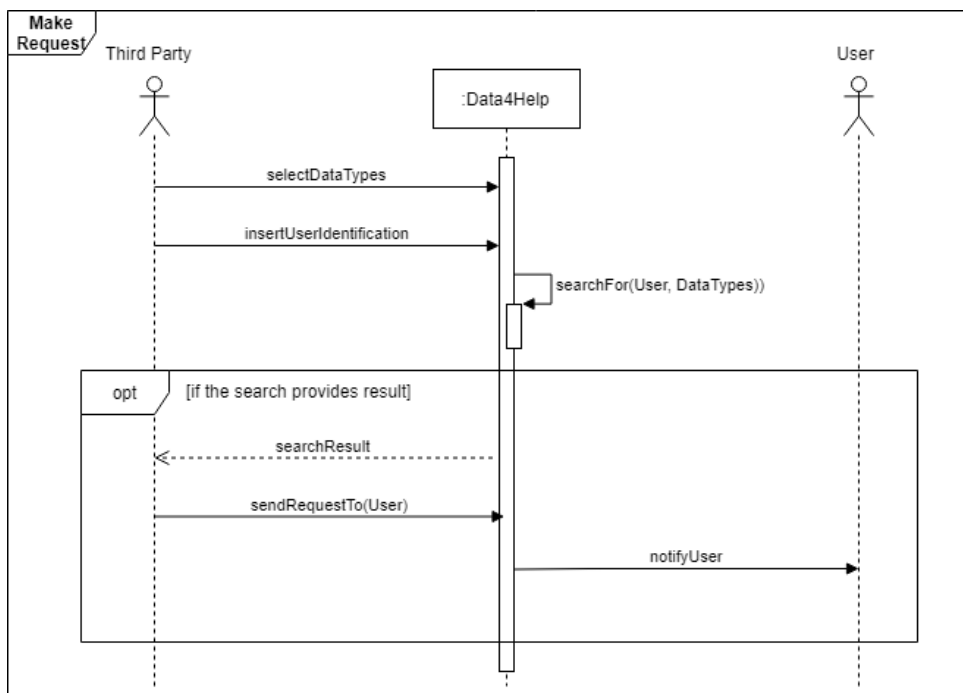 Make
Request
Third Party
User
:Data4Help
selectDataTypes
insertUserIdentification
searchFor(User, DataTypes))
opt
[if the search provides result]
searchResult
sendRequestTo(User)
notifyUser